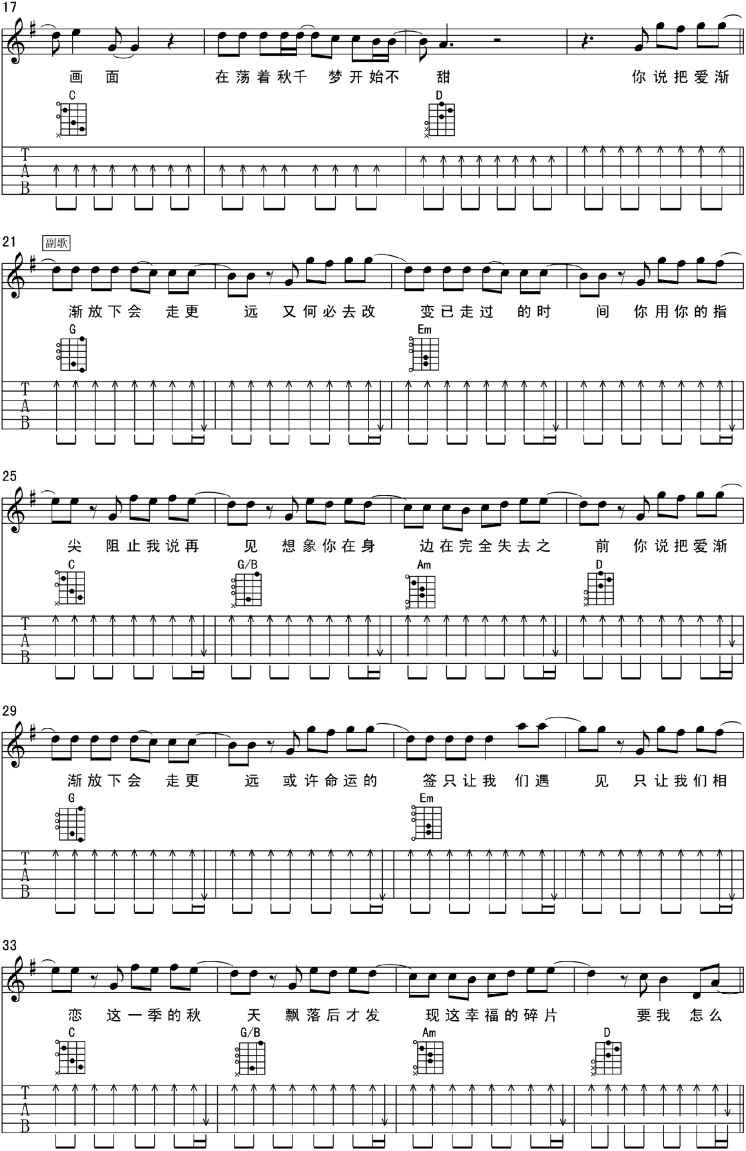 17
画 面 在荡着秋千 梦开始不 甜 你说把爱渐
C D
T
A
B
21 副歌
渐放下会 走更 远 又何必去改 变已走过 的时 间 你用你的指
G Em
T
A
B
25
尖 阻止我说再 见 想象你在身 边在完全失去之 前 你说把爱渐
C G/B Am D
T
A
B
29
渐放下会 走更 远 或许命运的 签只让我 们遇 见 只让我们相
G Em
T
A
B
33
恋 这一季的秋 天 飘落后才发 现这幸福的碎片 要我 怎么
C G/B Am D
T
A
B